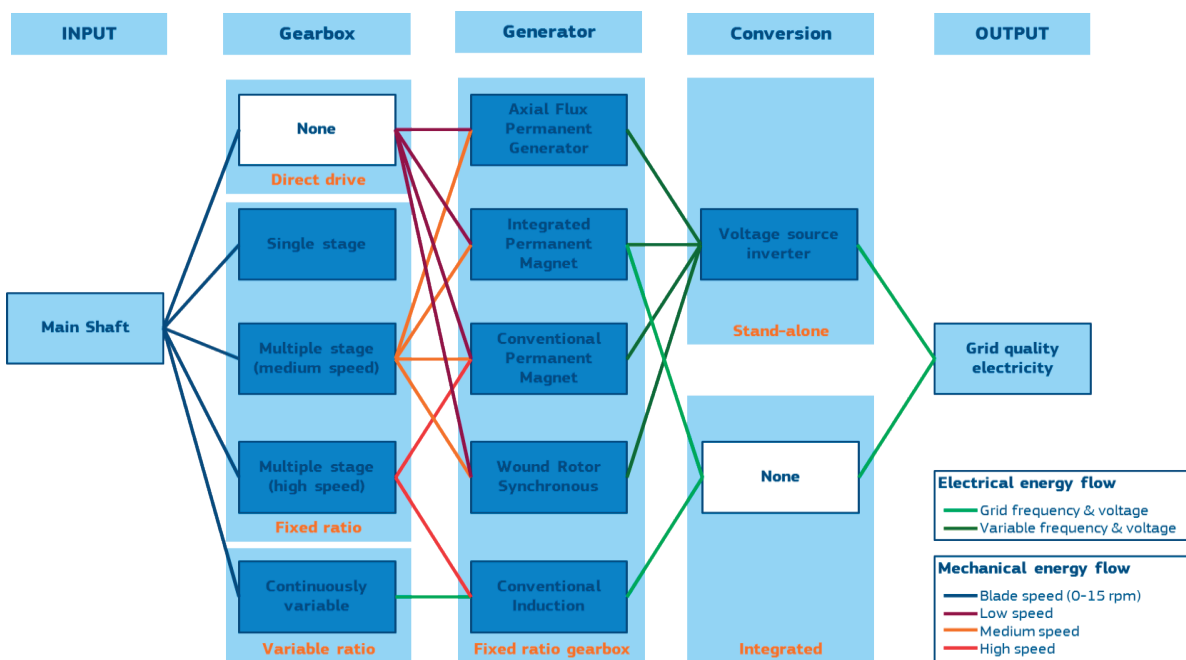 INPUT
Gearbox
Generator
Conversion
OUTPUT
Main Shaft
None
Direct drive
Single stage
Multiple stage
(medium speed)
Multiple stage
(high speed)
Fixed ratio
Continuously
variable
Variable ratio
Axial Flux
Permanent
Generator
Integrated
Permanent
Magnet
Conventional
Permanent
Magnet
Wound Rotor
Synchronous
Conventional
Induction
Fixed ratio gearbox
Voltage source
inverter
Stand-alone
None
Integrated
Grid quality
electricity
Electrical energy flow
Grid frequency & voltage
Variable frequency & voltage
Mechanical energy flow
Blade speed (0-15 rpm)
Low speed
Medium speed
High speed